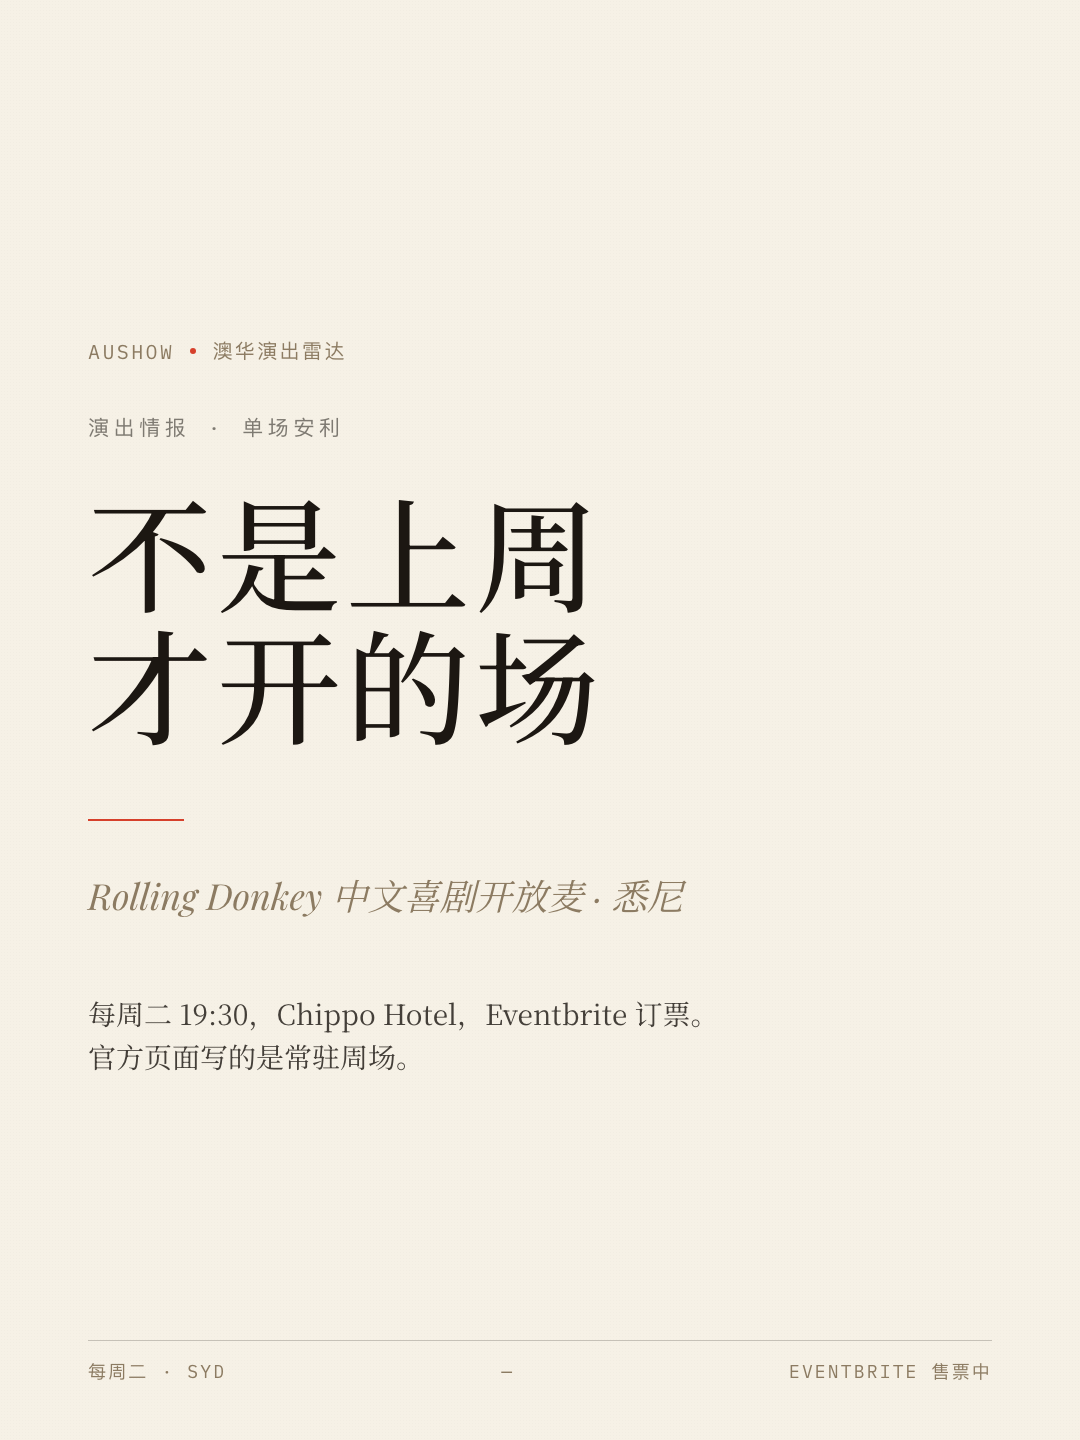 AUSHOW • 澳华演出雷达
演出情报 · 单场安利
不是上周
才开的场
Rolling Donkey 中文喜剧开放麦 · 悉尼
每周二 19:30，Chippo Hotel，Eventbrite 订票。
官方页面写的是常驻周场。
每周二 · SYD
—
EVENTBRITE 售票中